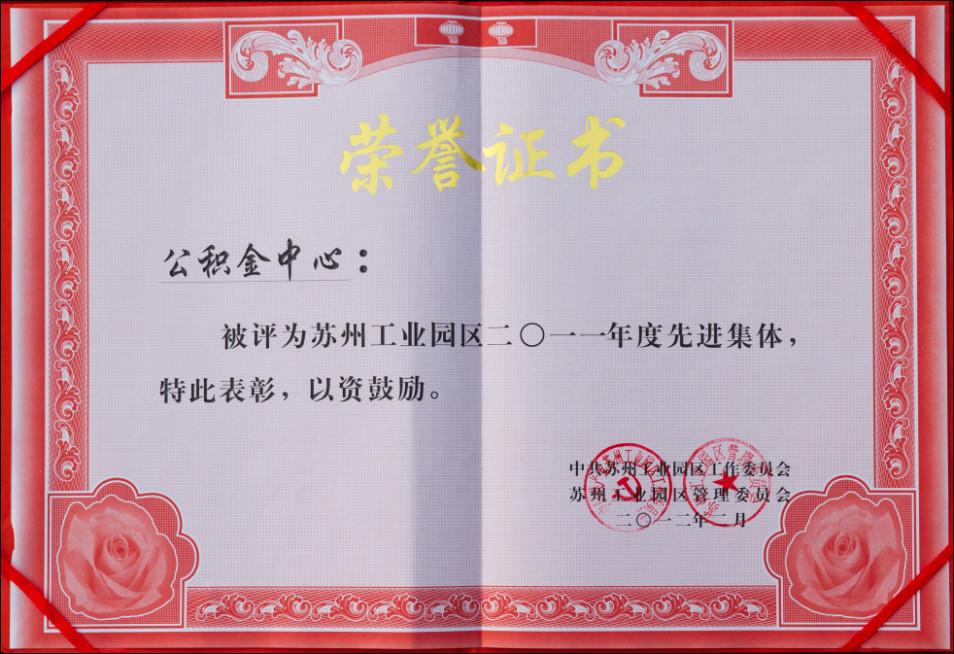 荣誉证书
公积金中心：
被评为苏州工业园区二〇一一年度先进集体，
特此表彰，以资鼓励。
中共苏州工业园区工作委员会
苏州工业园区管理委员会
二〇一二年二月